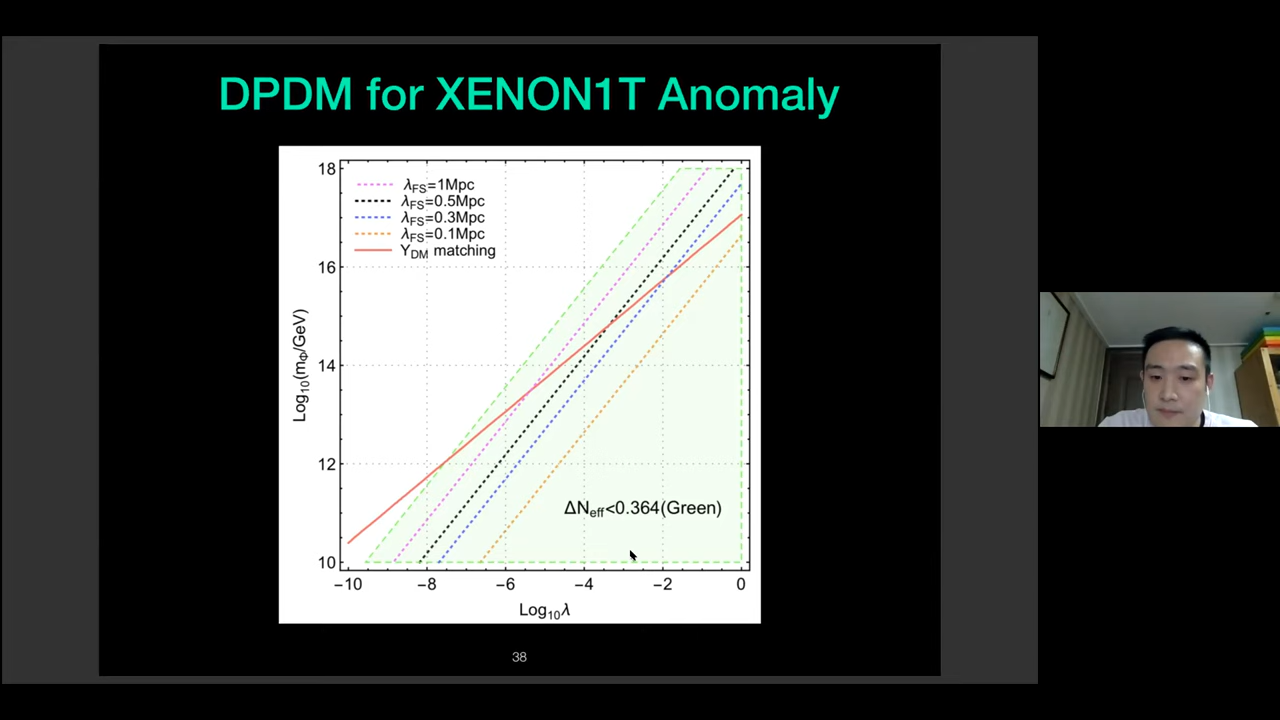 DPDM for XENON1T Anomaly
λFS=1Mpc
λFS=0.5Mpc
λFS=0.3Mpc
λFS=0.1Mpc
YDM matching
18
16
14
12
10
Log10(mΦ/GeV)
ΔNeff<0.364(Green)
−10 −8 −6 −4 −2 0
Log10λ
38